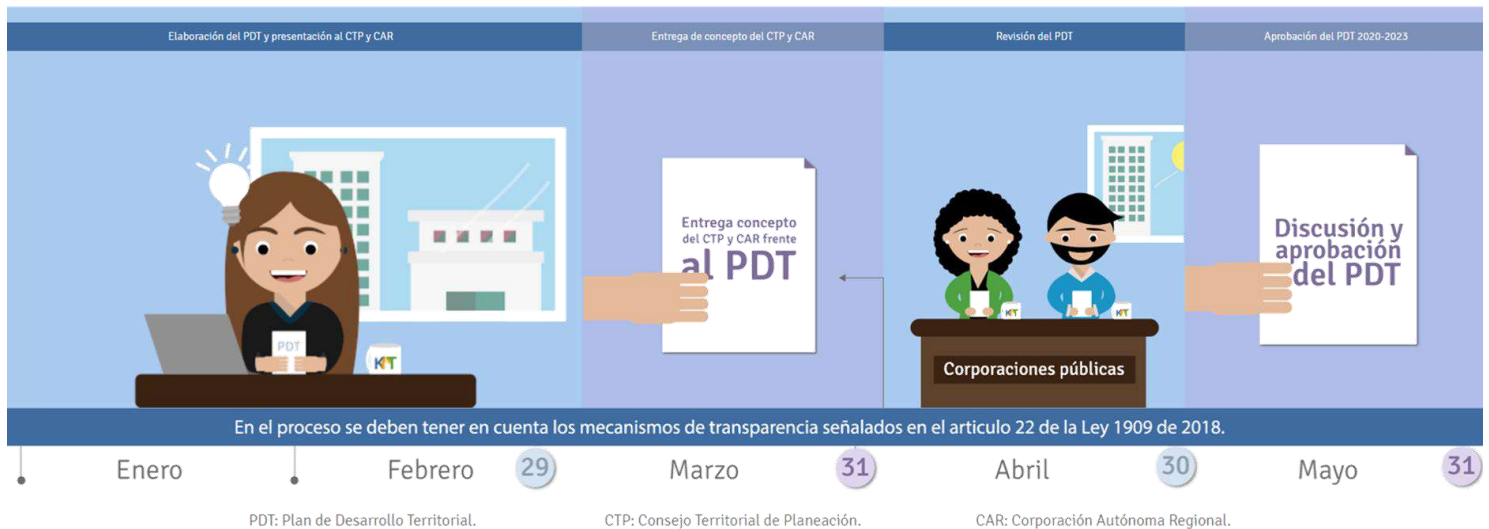 Elaboración del PDT y presentación al CTP y CAR
Entrega de concepto del CTP y CAR
Revisión del PDT
Aprobación del PDT 2020-2023
PDT
KiT
Entrega concepto
del CTP y CAR frente
al PDT
KiT
KiT
Corporaciones públicas
Discusión y
aprobación
del PDT
En el proceso se deben tener en cuenta los mecanismos de transparencia señalados en el articulo 22 de la Ley 1909 de 2018.
Enero
Febrero
29
Marzo
31
Abril
30
Mayo
31
PDT: Plan de Desarrollo Territorial.
CTP: Consejo Territorial de Planeación.
CAR: Corporación Autónoma Regional.